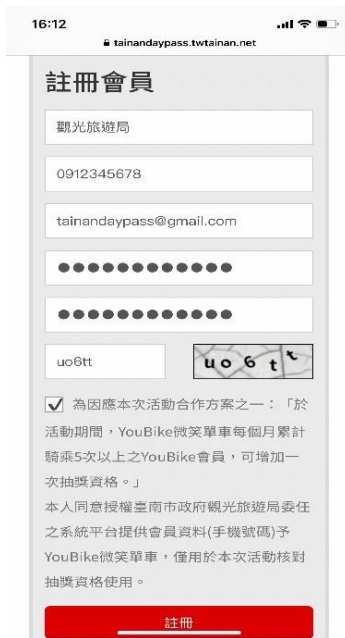 16:12
tainandaypass.twtainan.net
註冊會員
觀光旅遊局
0912345678
tainandaypass@gmail.com
●●●●●●●●●●●●
●●●●●●●●●●●●
uo6tt
uo6tt
為因應本次活動合作方案之一：「於
活動期間，YouBike微笑單車每個月累計
騎乘5次以上之YouBike會員，可增加一
次抽獎資格。」
本人同意授權臺南市政府觀光旅遊局委任
之系統平台提供會員資料(手機號碼)予
YouBike微笑單車，僅用於本次活動核對
抽獎資格使用。
註冊